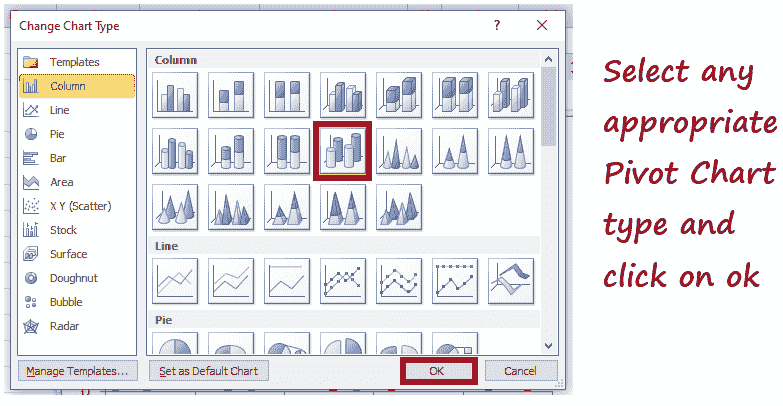 Change Chart Type
?
Templates
Column
Line
Pie
Bar
Area
X Y (Scatter)
Stock
Surface
Doughnut
Bubble
Radar
Column
Line
Pie
Manage Templates...
Set as Default Chart
OK
Cancel
Select any
appropriate
Pivot Chart
type and
click on ok